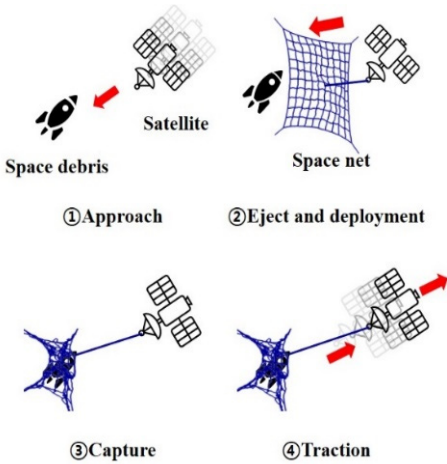 Satellite
Space debris
Space net
①Approach
②Eject and deployment
③Capture
④Traction